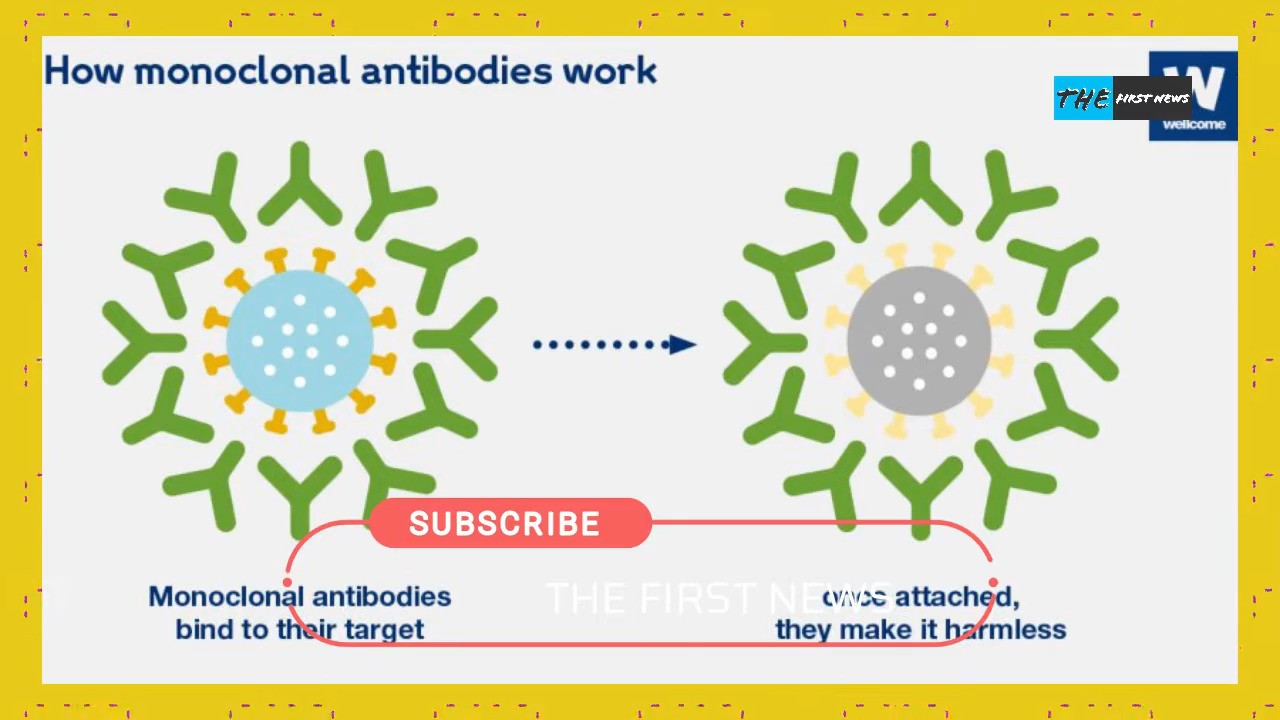 How monoclonal antibodies work
THE FIRST NEWS
wellcome
SUBSCRIBE
THE FIRST NEWS
Monoclonal antibodies
bind to their target
once attached,
they make it harmless